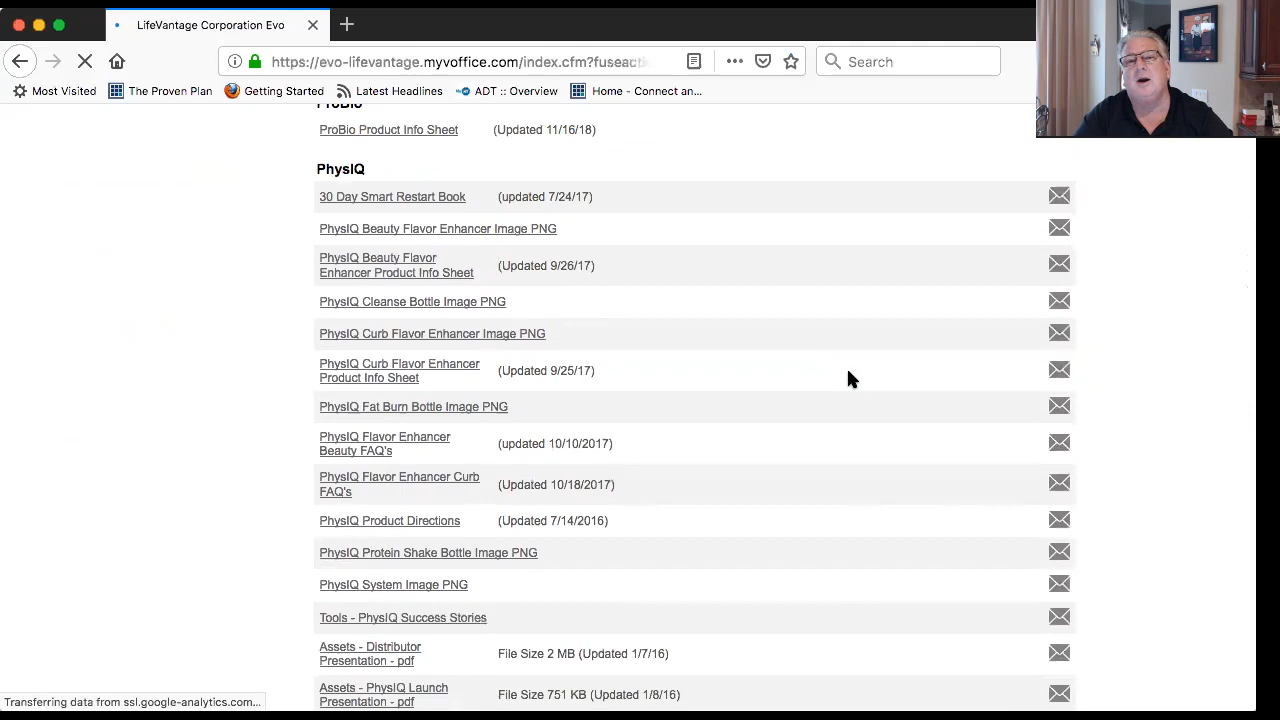 LifeVantage Corporation Evo
https://evo-lifevantage.myvoffice.com/index.cfm?fuseac
Search
Most Visited
The Proven Plan
Getting Started
Latest Headlines
ADT :: Overview
Home - Connect an...
ProBio
ProBio Product Info Sheet (Updated 11/16/18)
PhysIQ
30 Day Smart Restart Book (updated 7/24/17)
PhysIQ Beauty Flavor Enhancer Image PNG
PhysIQ Beauty Flavor
Enhancer Product Info Sheet (Updated 9/26/17)
PhysIQ Cleanse Bottle Image PNG
PhysIQ Curb Flavor Enhancer Image PNG
PhysIQ Curb Flavor Enhancer
Product Info Sheet (Updated 9/25/17)
PhysIQ Fat Burn Bottle Image PNG
PhysIQ Flavor Enhancer
Beauty FAQ's (updated 10/10/2017)
PhysIQ Flavor Enhancer Curb
FAQ's (Updated 10/18/2017)
PhysIQ Product Directions (Updated 7/14/2016)
PhysIQ Protein Shake Bottle Image PNG
PhysIQ System Image PNG
Tools - PhysIQ Success Stories
Assets - Distributor
Presentation - pdf File Size 2 MB (Updated 1/7/16)
Assets - PhysIQ Launch
Presentation - pdf File Size 751 KB (Updated 1/8/16)
Transferring data from ssl.google-analytics.com...